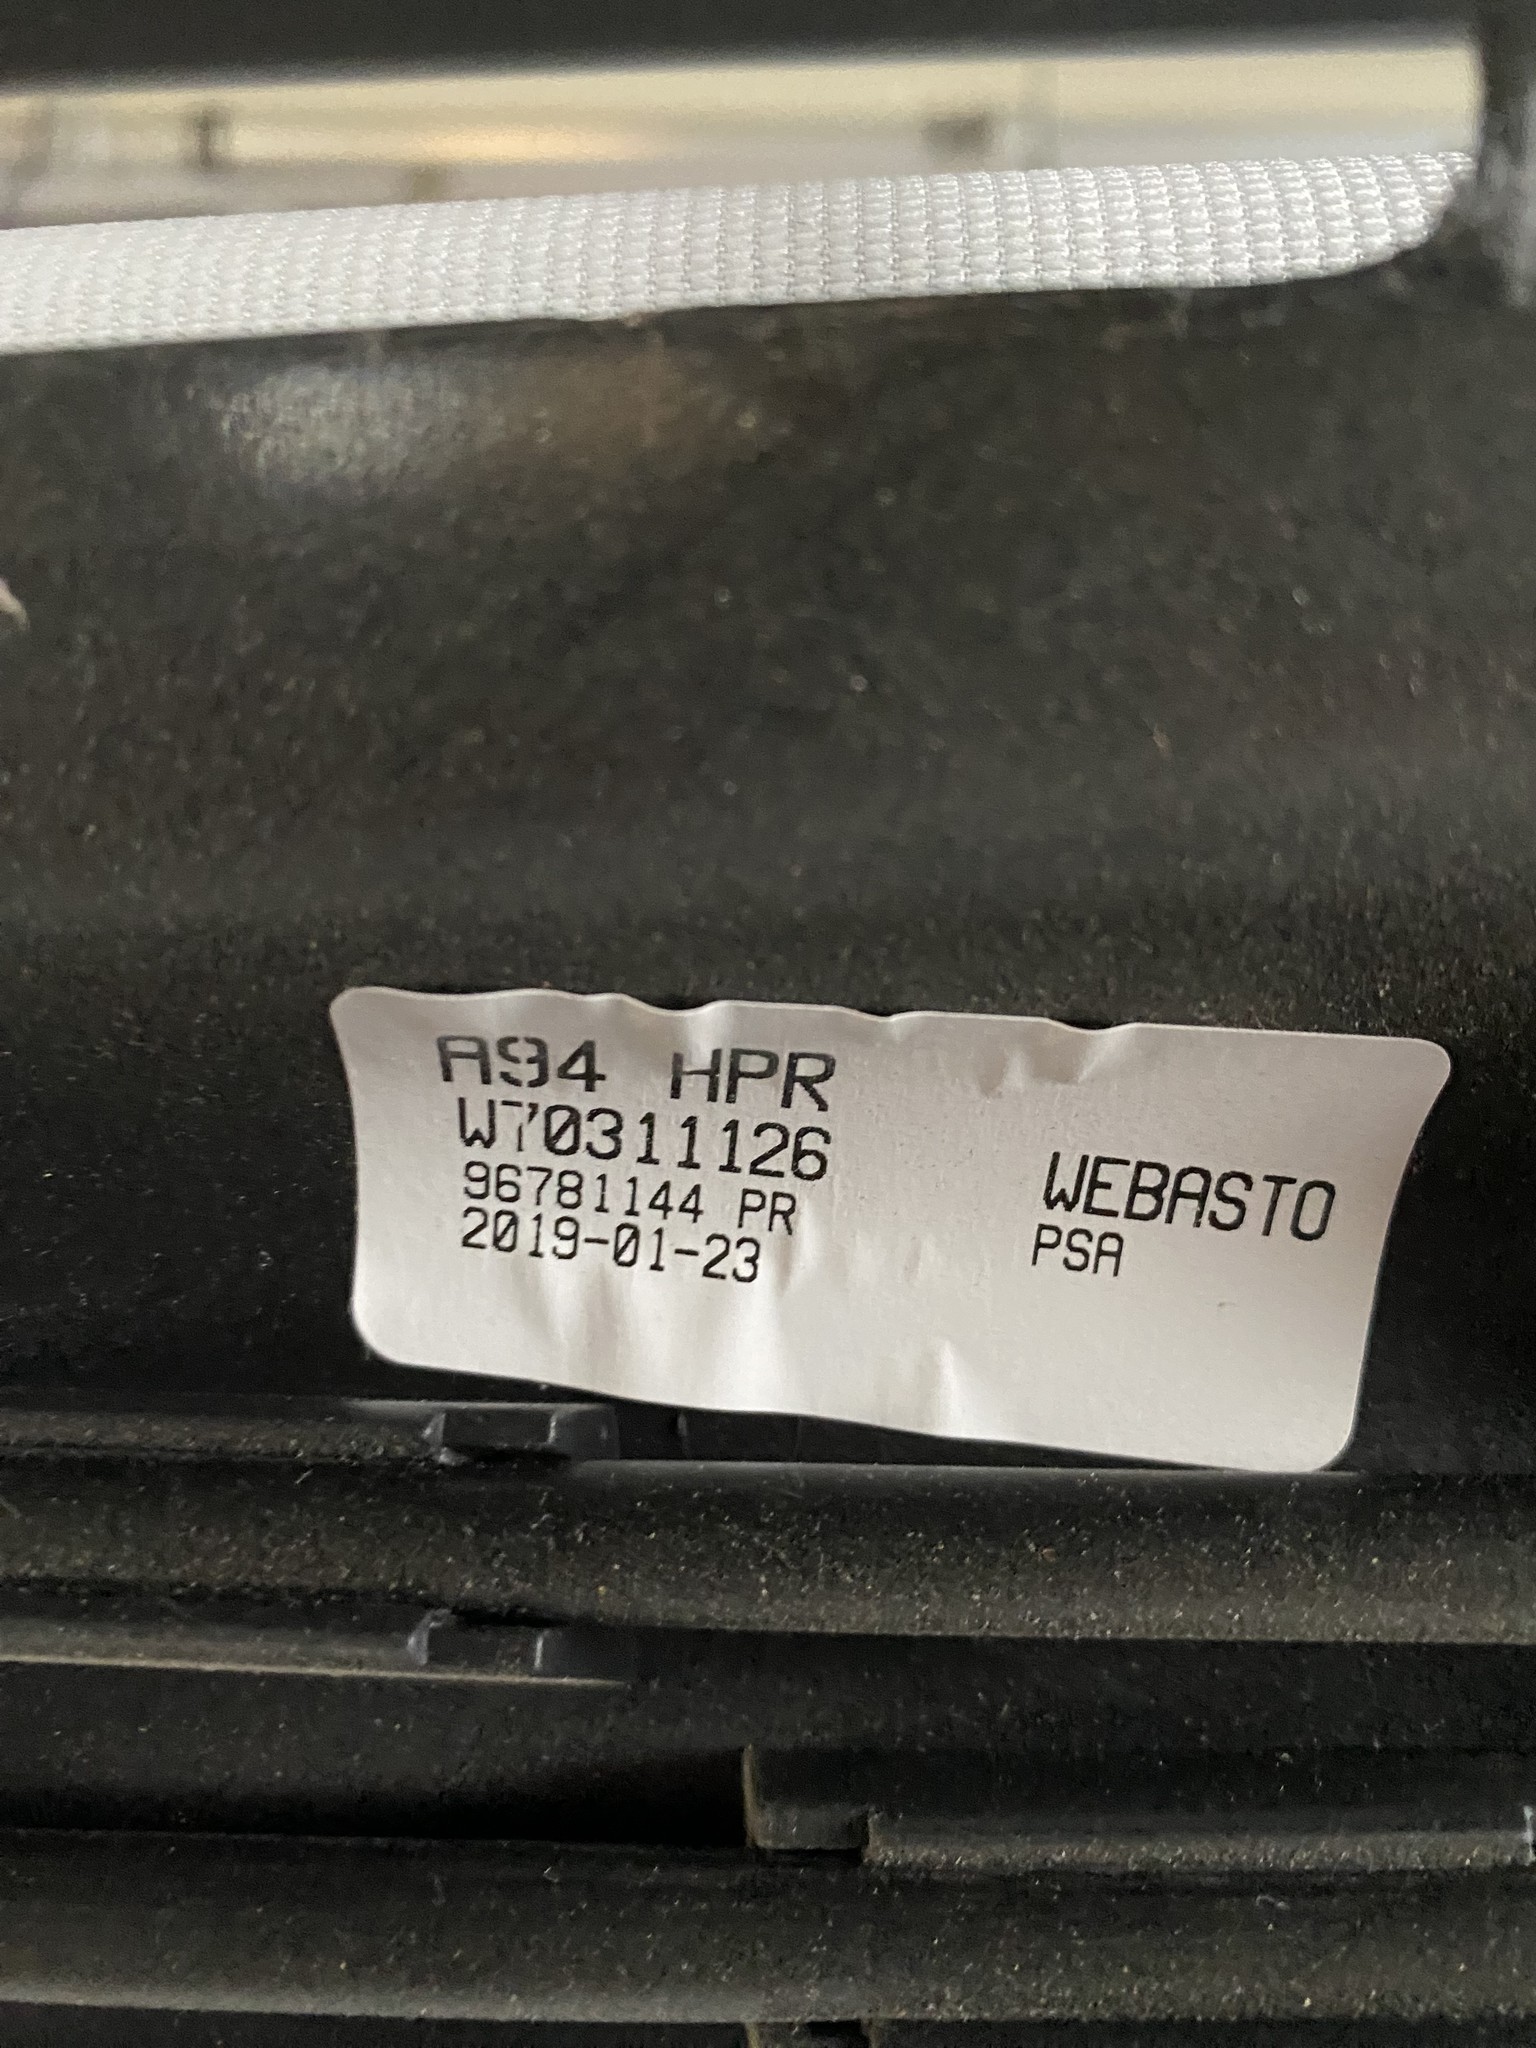 A94 HPR
W70311126
96781144 PR
2019-01-23
WEBASTO
PSA